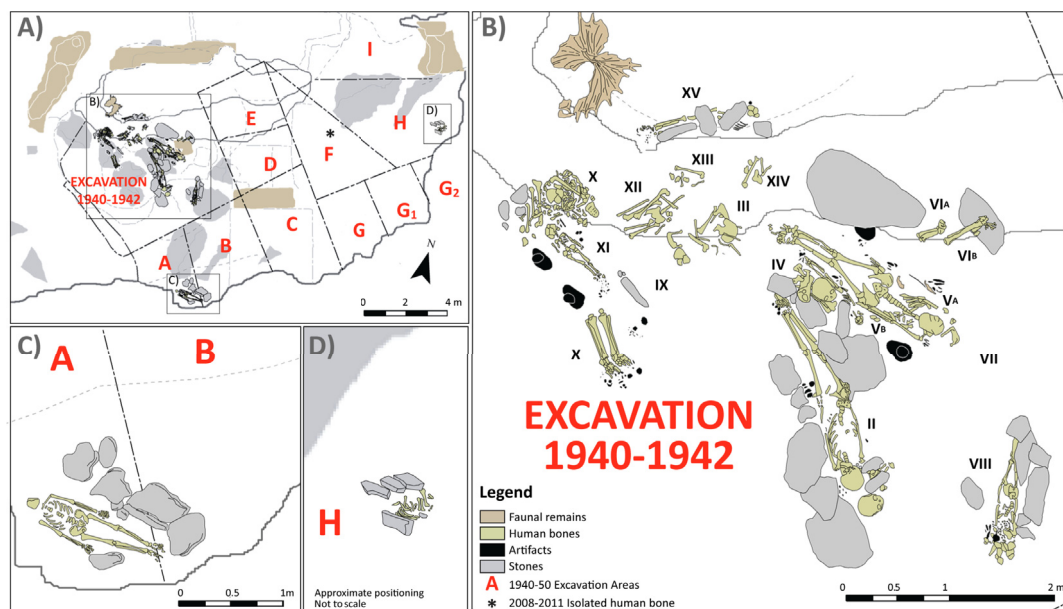 A)
B)
I
E
H
D)
F
D
EXCAVATION
1940-1942
G2
G1
C
G
B
A
C)
N
0 2 4 m
B)
XV
XIII
XIV
X
XII
III
VIA
VIB
XI
IX
IV
VA
VB
X
VII
EXCAVATION
1940-1942
II
VIII
Legend
Faunal remains
Human bones
Artifacts
Stones
A 1940-50 Excavation Areas
* 2008-2011 Isolated human bone
0 0.5 1 2 m
C)
A
B
0 0.5 1m
D)
H
Approximate positioning
Not to scale